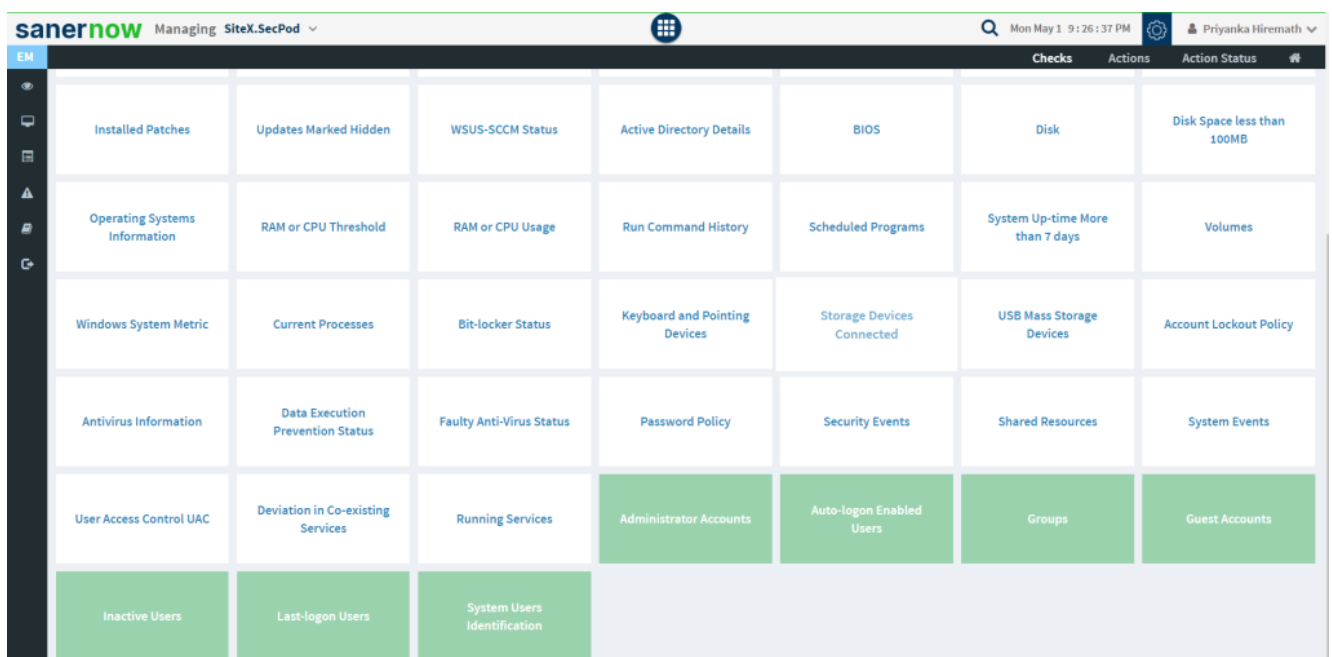 sanernow Managing SiteX.SecPod Mon May 1 9:26:37 PM Priyanka Hiremath
EM Checks Actions Action Status
Installed Patches
Updates Marked Hidden
WSUS-SCCM Status
Active Directory Details
BIOS
Disk
Disk Space less than
100MB
Operating Systems
Information
RAM or CPU Threshold
RAM or CPU Usage
Run Command History
Scheduled Programs
System Up-time More
than 7 days
Volumes
Windows System Metric
Current Processes
Bit-locker Status
Keyboard and Pointing
Devices
Storage Devices
Connected
USB Mass Storage
Devices
Account Lockout Policy
Antivirus Information
Data Execution
Prevention Status
Faulty Anti-Virus Status
Password Policy
Security Events
Shared Resources
System Events
User Access Control UAC
Deviation in Co-existing
Services
Running Services
Administrator Accounts
Auto-logon Enabled
Users
Groups
Guest Accounts
Inactive Users
Last-logon Users
System Users
Identification